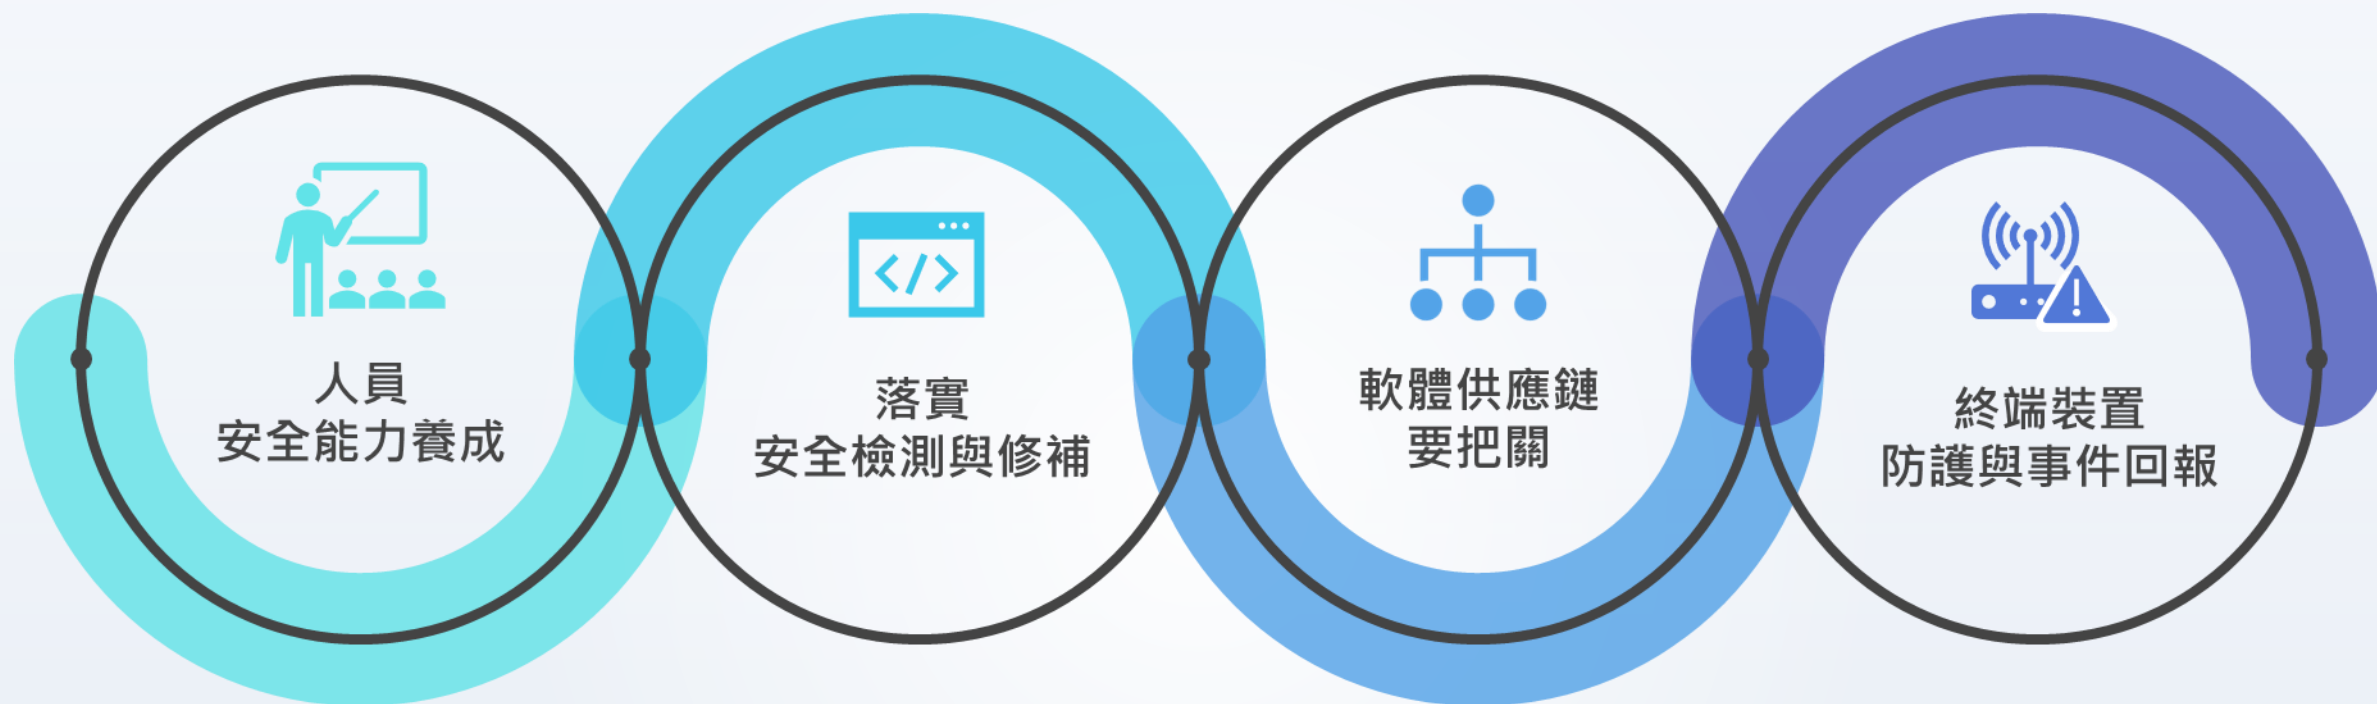 人員
安全能力養成
落實
安全檢測與修補
軟體供應鏈
要把關
終端裝置
防護與事件回報